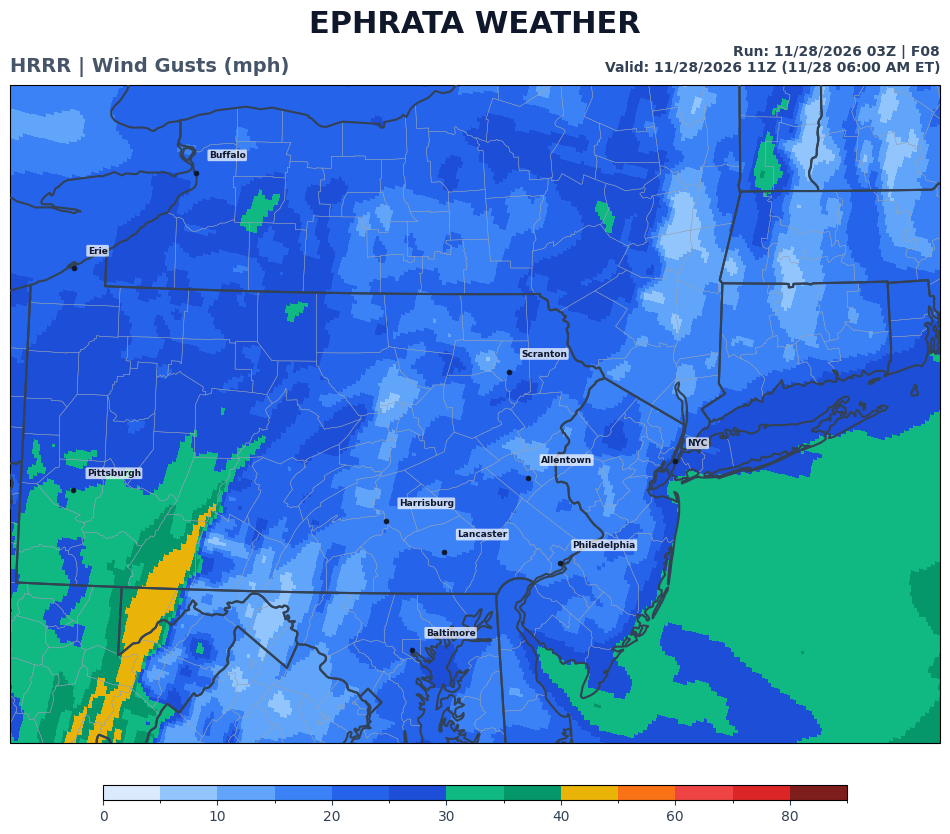 EPHRATA WEATHER
HRRR | Wind Gusts (mph)
Run: 11/28/2026 03Z | F08
Valid: 11/28/2026 11Z (11/28 06:00 AM ET)
Buffalo
Erie
Scranton
NYC
Allentown
Pittsburgh
Harrisburg
Lancaster
Philadelphia
Baltimore
0 10 20 30 40 50 60 70 80